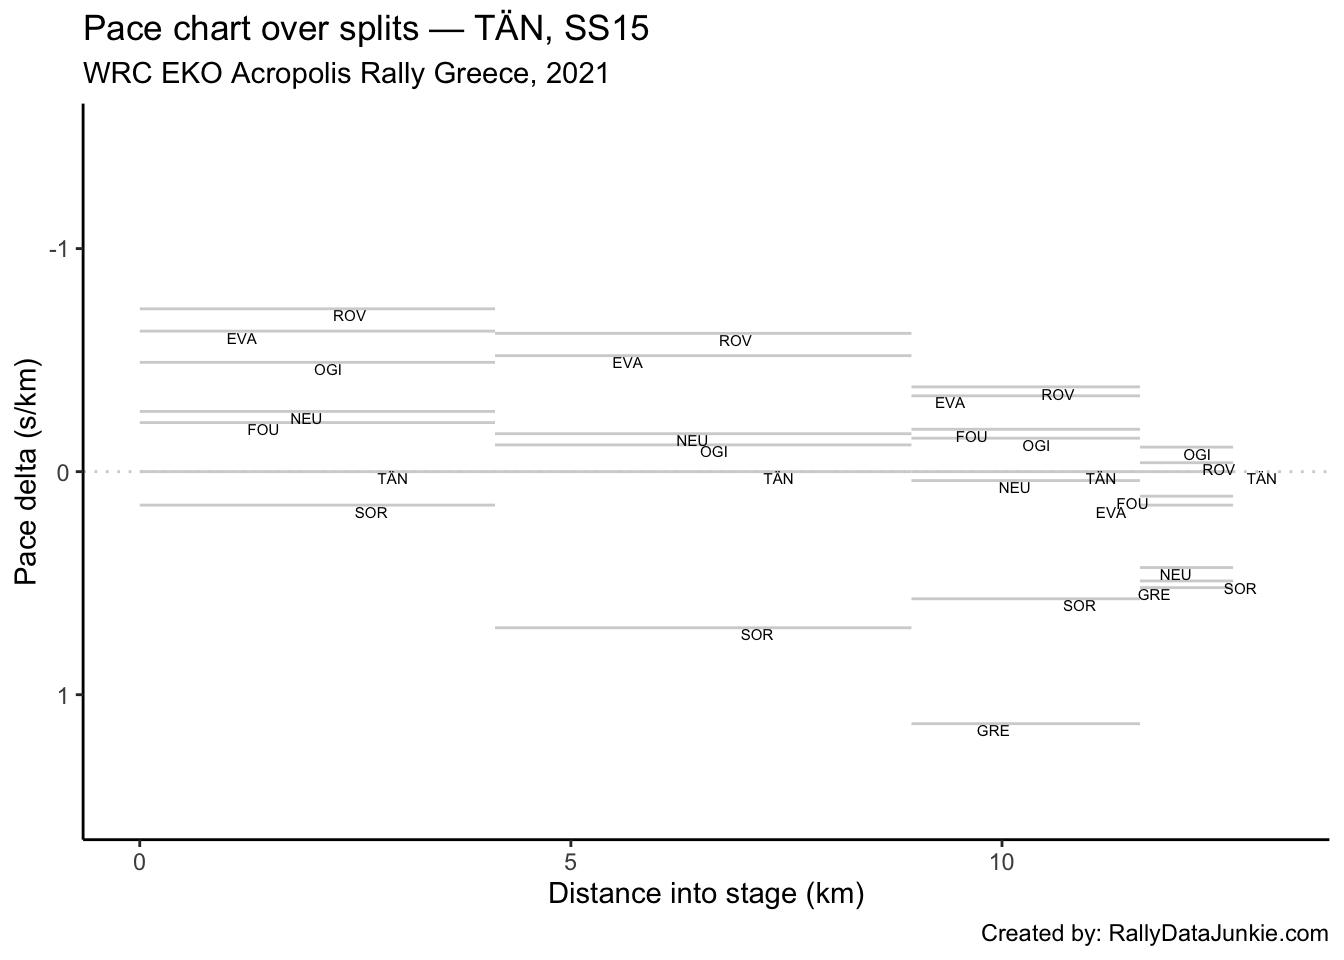 Pace chart over splits — TÄN, SS15
WRC EKO Acropolis Rally Greece, 2021
-1
ROV
EVA
ROV
EVA
OGI
ROV
EVA
NEU
FOU
NEU
OGI
FOU
OGI
OGI
ROV
0
TÄN
TÄN
TÄN
TÄN
NEU
FOU
EVA
SOR
NEU
SOR
GRE
SOR
SOR
1
GRE
Pace delta (s/km)
0 5 10
Distance into stage (km)
Created by: RallyDataJunkie.com